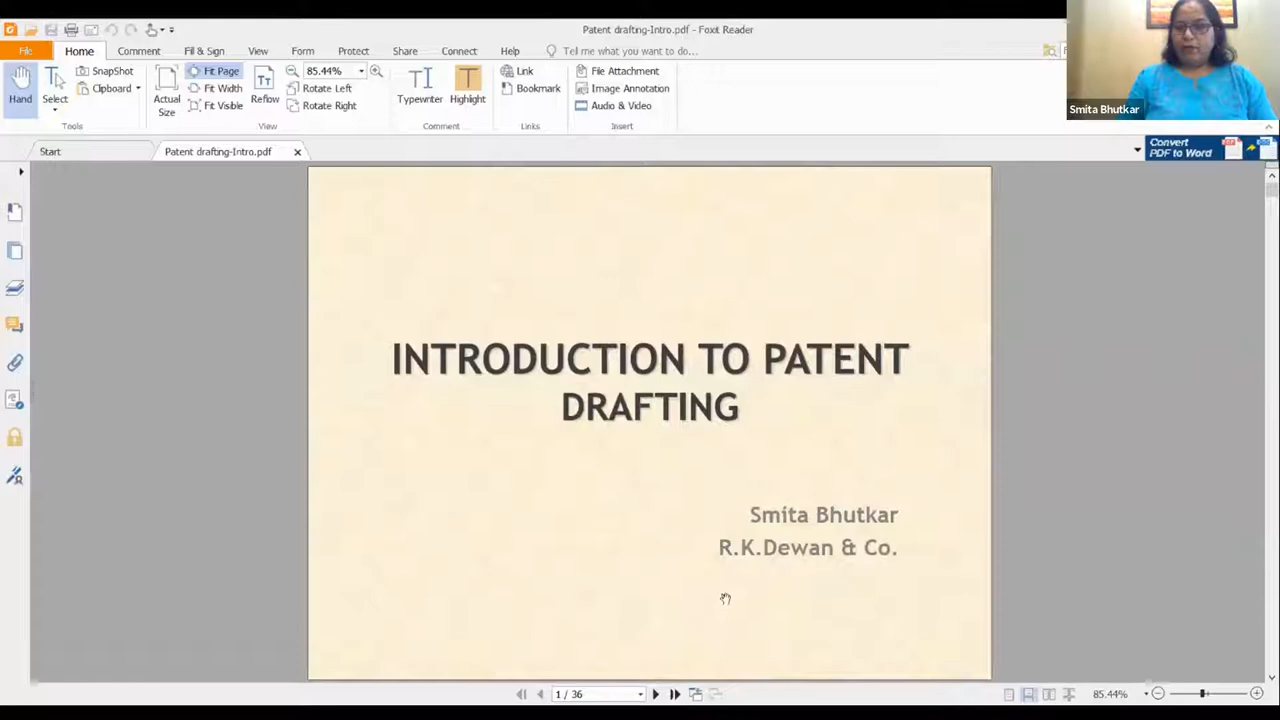 Patent drafting-Intro.pdf - Foxit Reader
File Home Comment Fill & Sign View Form Protect Share Connect Help Tell me what you want to do...
Hand
Select
SnapShot
Clipboard
Tools
Actual
Size
Fit Page
Fit Width
Fit Visible
Reflow
85.44%
Rotate Left
Rotate Right
View
Typewriter
Highlight
Comment
Link
Bookmark
Links
File Attachment
Image Annotation
Audio & Video
Insert
Smita Bhutkar
Start
Patent drafting-Intro.pdf
Convert
PDF to Word
INTRODUCTION TO PATENT
DRAFTING
Smita Bhutkar
R.K.Dewan & Co.
1 / 36
85.44%